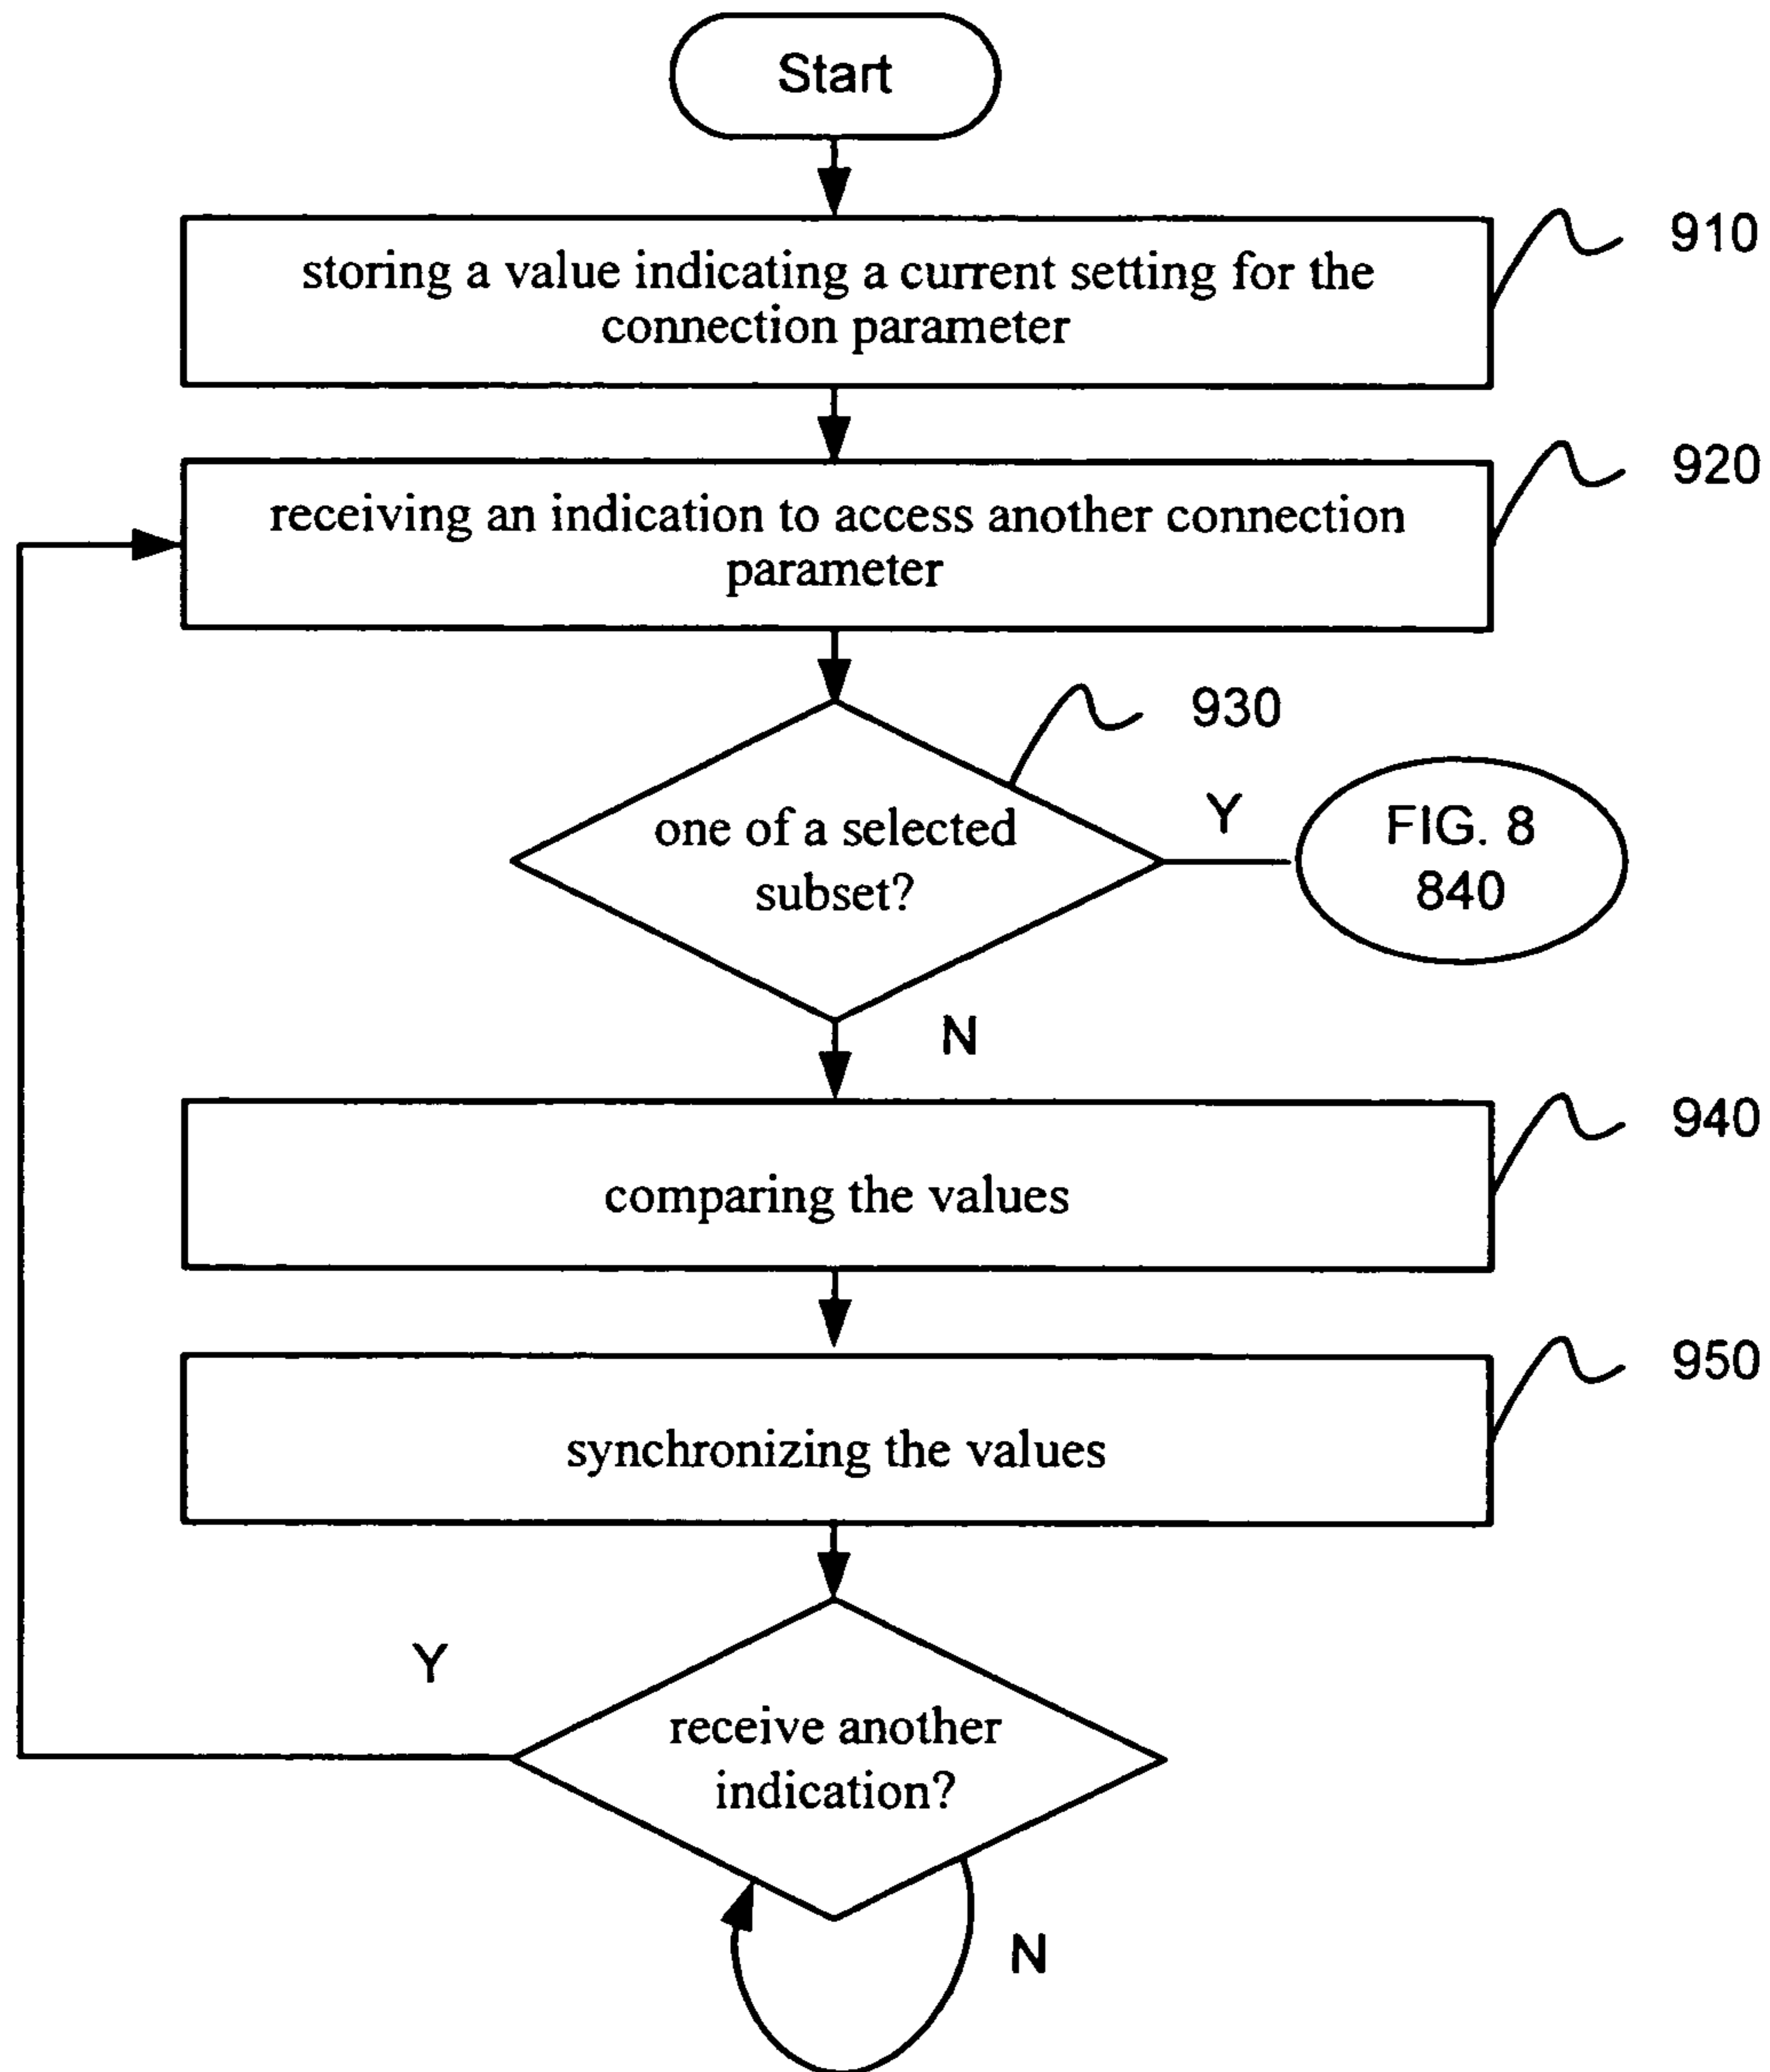 Start
storing a value indicating a current setting for the
connection parameter
910
receiving an indication to access another connection
parameter
920
930
one of a selected
subset?
Y
FIG. 8
840
N
comparing the values
940
synchronizing the values
950
Y
receive another
indication?
N